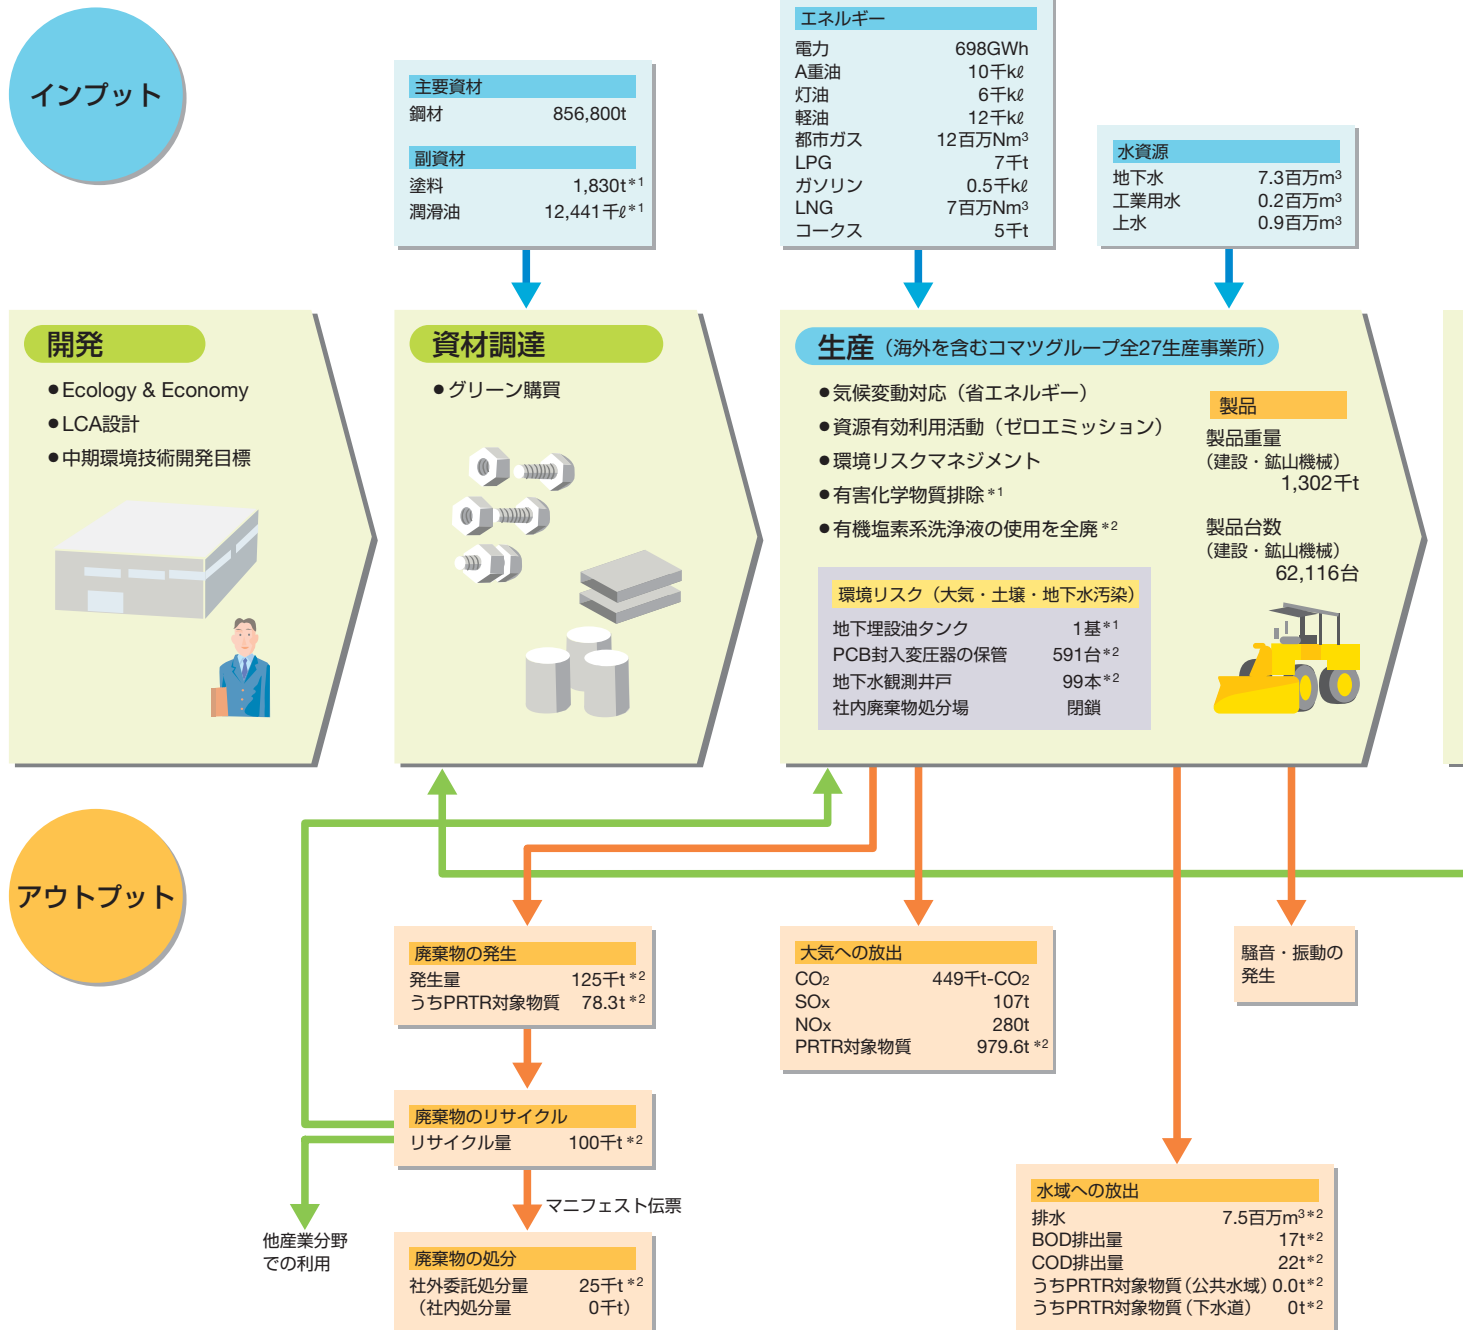 インプット
主要資材
鋼材 856,800t
副資材
塗料 1,830t*1
潤滑油 12,441千ℓ*1
エネルギー
電力 698GWh
A重油 10千kℓ
灯油 6千kℓ
軽油 12千kℓ
都市ガス 12百万Nm³
LPG 7千t
ガソリン 0.5千kℓ
LNG 7百万Nm³
コークス 5千t
水資源
地下水 7.3百万m³
工業用水 0.2百万m³
上水 0.9百万m³
開発
●Ecology & Economy
●LCA設計
●中期環境技術開発目標
資材調達
●グリーン購買
生産（海外を含むコマツグループ全27生産事業所）
●気候変動対応（省エネルギー）
●資源有効利用活動（ゼロエミッション）
●環境リスクマネジメント
●有害化学物質排除*1
●有機塩素系洗浄液の使用を全廃*2
環境リスク（大気・土壌・地下水汚染）
地下埋設油タンク 1基*1
PCB封入変圧器の保管 591台*2
地下水観測井戸 99本*2
社内廃棄物処分場 閉鎖
製品
製品重量
（建設・鉱山機械）
1,302千t
製品台数
（建設・鉱山機械）
62,116台
アウトプット
廃棄物の発生
発生量 125千t*2
うちPRTR対象物質 78.3t*2
廃棄物のリサイクル
リサイクル量 100千t*2
マニフェスト伝票
他産業分野
での利用
廃棄物の処分
社外委託処分量 25千t*2
（社内処分量 0千t）
大気への放出
CO₂ 449千t-CO₂
SOx 107t
NOx 280t
PRTR対象物質 979.6t*2
騒音・振動の
発生
水域への放出
排水 7.5百万m³*2
BOD排出量 17t*2
COD排出量 22t*2
うちPRTR対象物質（公共水域）0.0t*2
うちPRTR対象物質（下水道） 0t*2